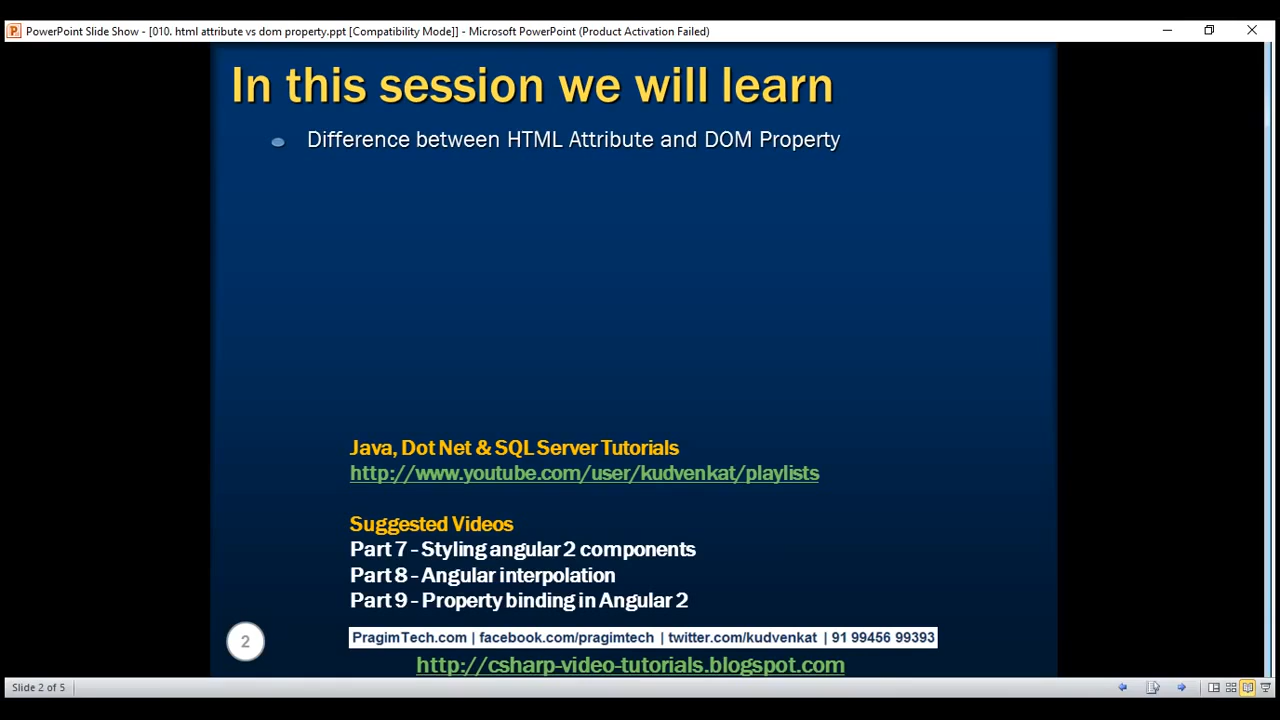 PowerPoint Slide Show - [010. html attribute vs dom property.ppt [Compatibility Mode]] - Microsoft PowerPoint (Product Activation Failed)
In this session we will learn
Difference between HTML Attribute and DOM Property
Java, Dot Net & SQL Server Tutorials
http://www.youtube.com/user/kudvenkat/playlists
Suggested Videos
Part 7 - Styling angular 2 components
Part 8 - Angular interpolation
Part 9 - Property binding in Angular 2
2
PragimTech.com | facebook.com/pragimtech | twitter.com/kudvenkat | 91 99456 99393
http://csharp-video-tutorials.blogspot.com
Slide 2 of 5